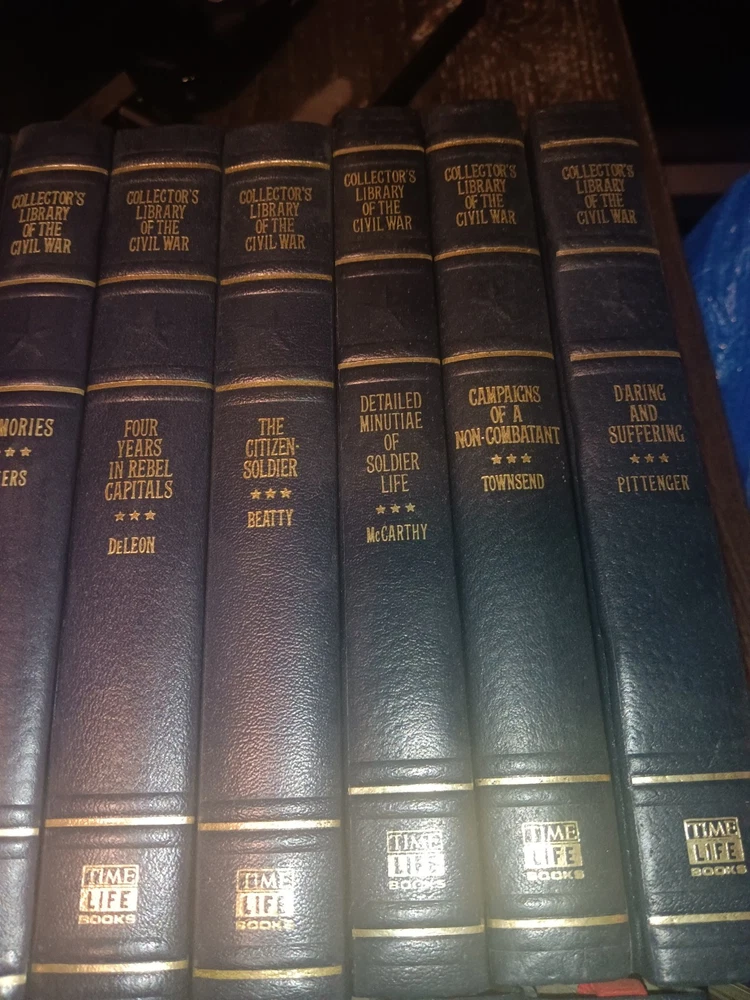 COLLECTOR'S
LIBRARY
OF THE
CIVIL WAR
MORIES
ERS
COLLECTOR'S
LIBRARY
OF THE
CIVIL WAR
FOUR
YEARS
IN REBEL
CAPITALS
DeLEON
TIME
LIFE
BOOKS
COLLECTOR'S
LIBRARY
OF THE
CIVIL WAR
THE
CITIZEN-
SOLDIER
BEATTY
TIME
LIFE
BOOKS
COLLECTOR'S
LIBRARY
OF THE
CIVIL WAR
DETAILED
MINUTIAE
OF
SOLDIER
LIFE
McCARTHY
TIME
LIFE
BOOKS
COLLECTOR'S
LIBRARY
OF THE
CIVIL WAR
CAMPAIGNS
OF A
NON-COMBATANT
TOWNSEND
TIME
LIFE
BOOKS
COLLECTOR'S
LIBRARY
OF THE
CIVIL WAR
DARING
AND
SUFFERING
PITTENGER
TIME
LIFE
BOOKS